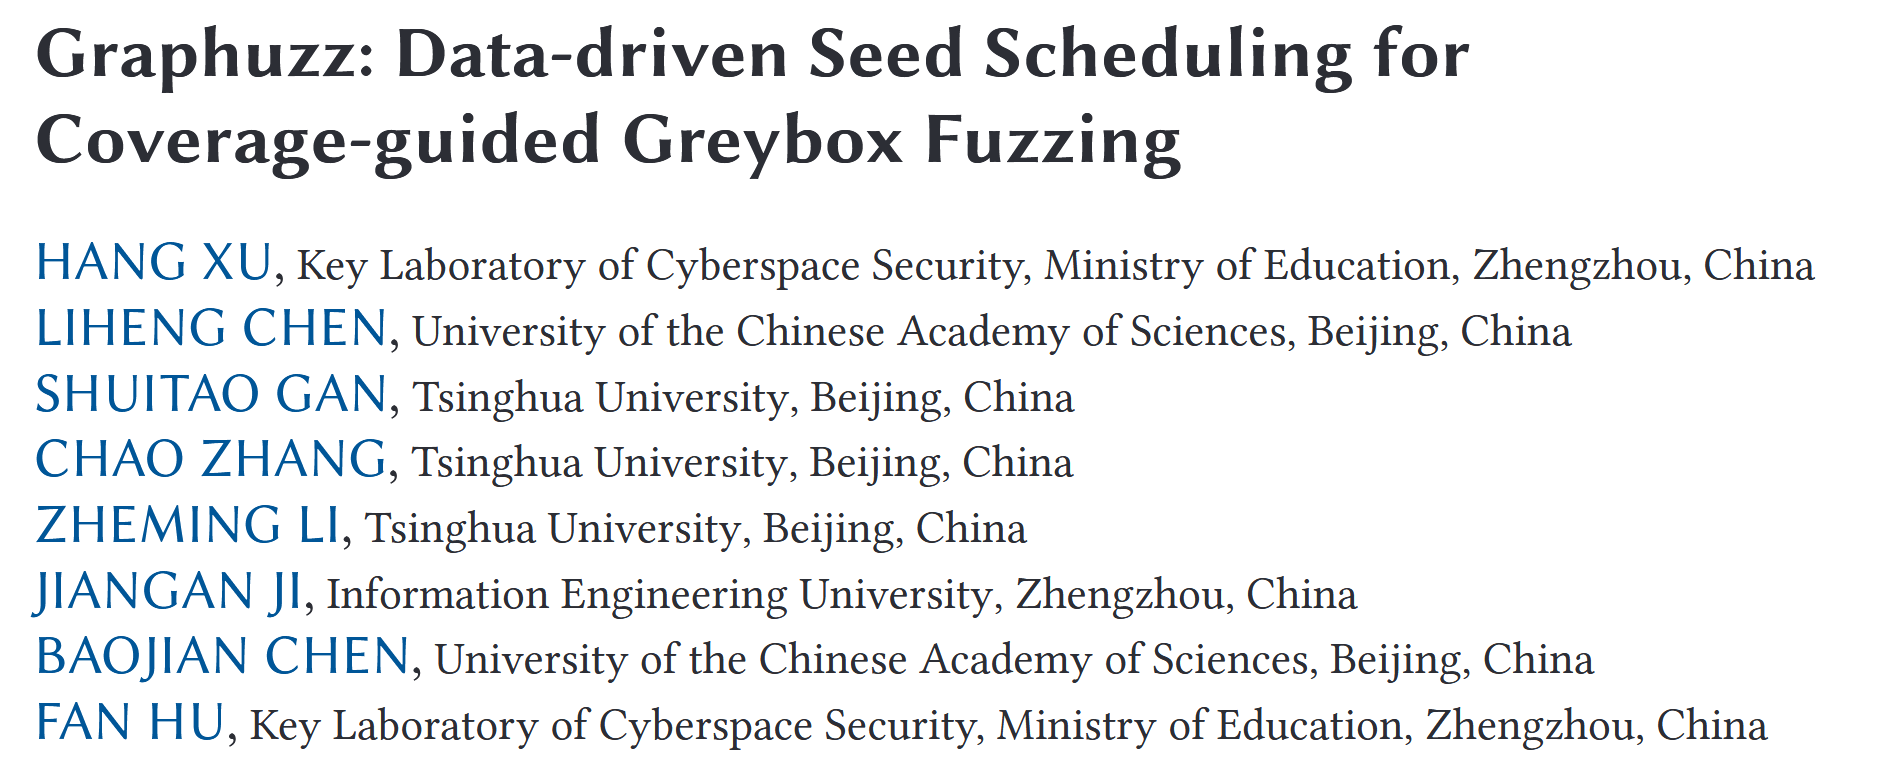 Graphuzz: Data-driven Seed Scheduling for
Coverage-guided Greybox Fuzzing
HANG XU, Key Laboratory of Cyberspace Security, Ministry of Education, Zhengzhou, China
LIHENG CHEN, University of the Chinese Academy of Sciences, Beijing, China
SHUITAO GAN, Tsinghua University, Beijing, China
CHAO ZHANG, Tsinghua University, Beijing, China
ZHEMING LI, Tsinghua University, Beijing, China
JIANGAN JI, Information Engineering University, Zhengzhou, China
BAOJIAN CHEN, University of the Chinese Academy of Sciences, Beijing, China
FAN HU, Key Laboratory of Cyberspace Security, Ministry of Education, Zhengzhou, China